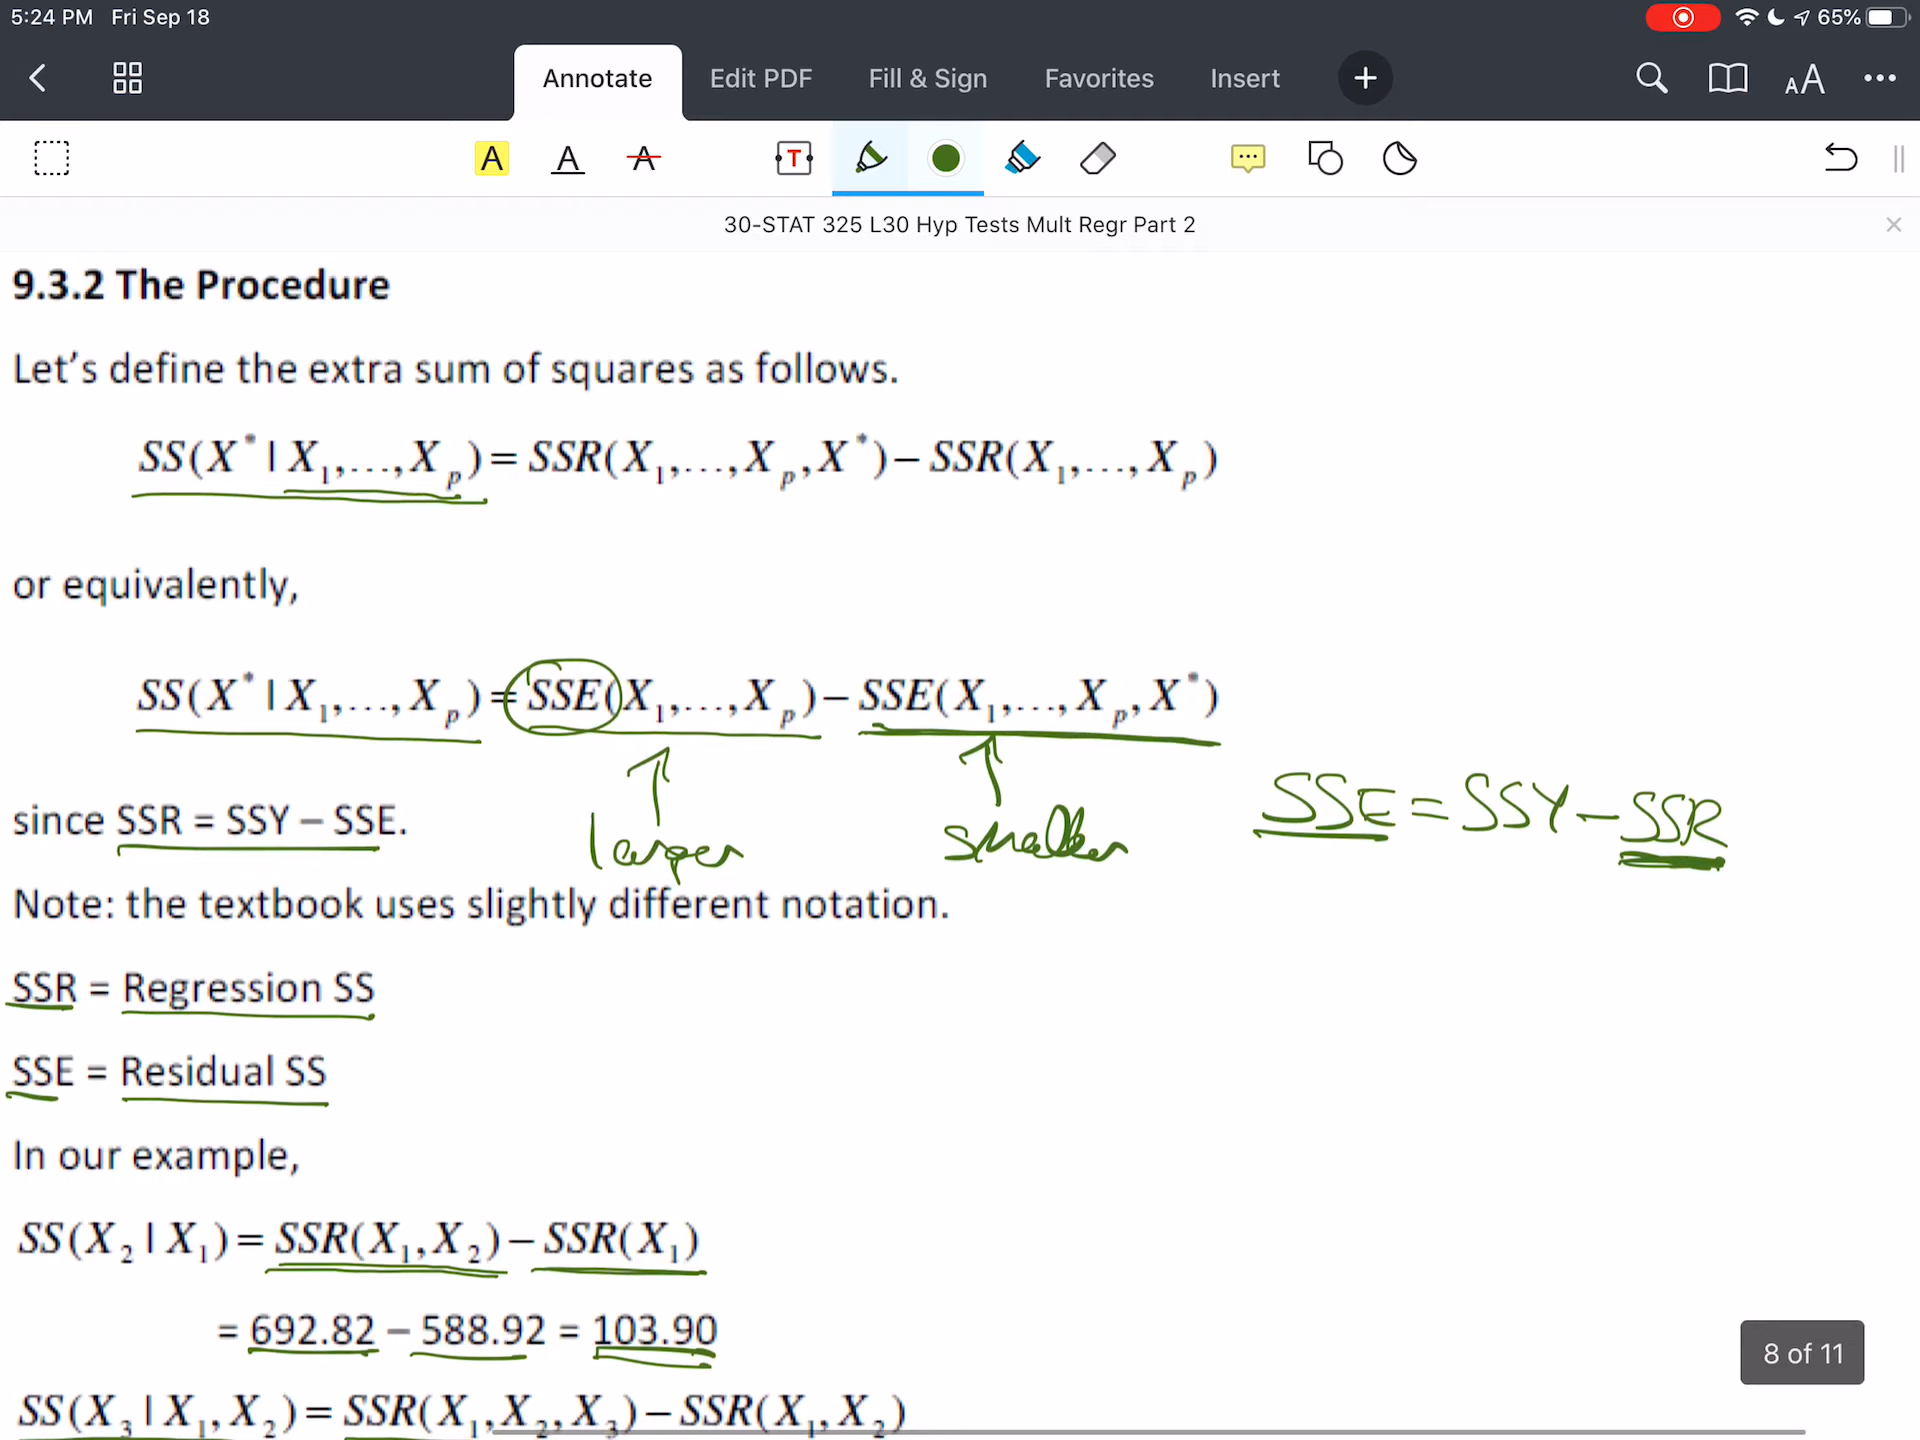 5:24 PM Fri Sep 18 65%
Annotate Edit PDF Fill & Sign Favorites Insert + AA
A A A T
30-STAT 325 L30 Hyp Tests Mult Regr Part 2
9.3.2 The Procedure
Let's define the extra sum of squares as follows.
SS(X* | X₁,...,Xₚ) = SSR(X₁,...,Xₚ,X*) – SSR(X₁,...,Xₚ)
or equivalently,
SS(X* | X₁,...,Xₚ) = SSE(X₁,...,Xₚ) – SSE(X₁,...,Xₚ,X*)
since SSR = SSY – SSE.
larger
smaller
SSE = SSY – SSR
Note: the textbook uses slightly different notation.
SSR = Regression SS
SSE = Residual SS
In our example,
SS(X₂ | X₁) = SSR(X₁,X₂) – SSR(X₁)
= 692.82 – 588.92 = 103.90
8 of 11
SS(X₃ | X₁,X₂) = SSR(X₁,X₂,X₃) – SSR(X₁,X₂)